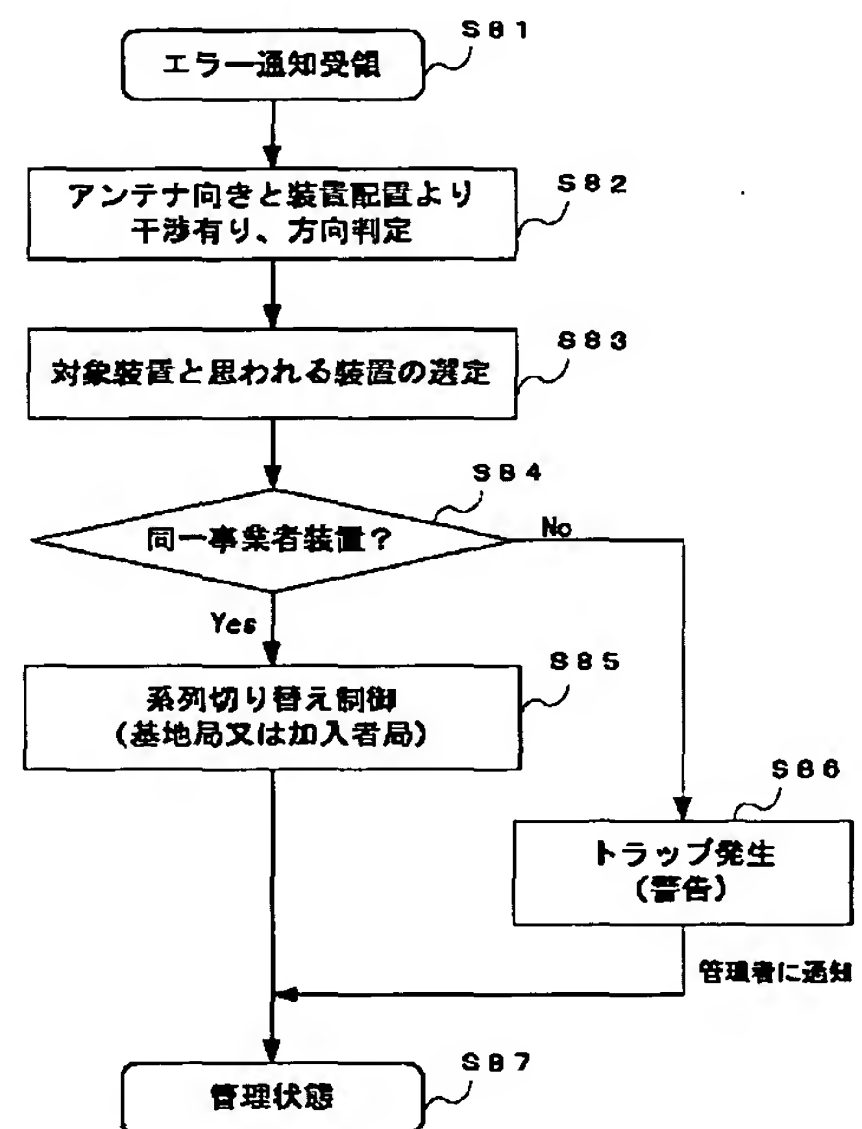 S81
エラー通知受領
S82
アンテナ向きと装置配置より
干渉有り、方向判定
S83
対象装置と思われる装置の選定
S84
同一事業者装置？
No
Yes
S85
系列切り替え制御
（基地局又は加入者局）
S86
トラップ発生
（警告）
管理者に通知
S87
管理状態